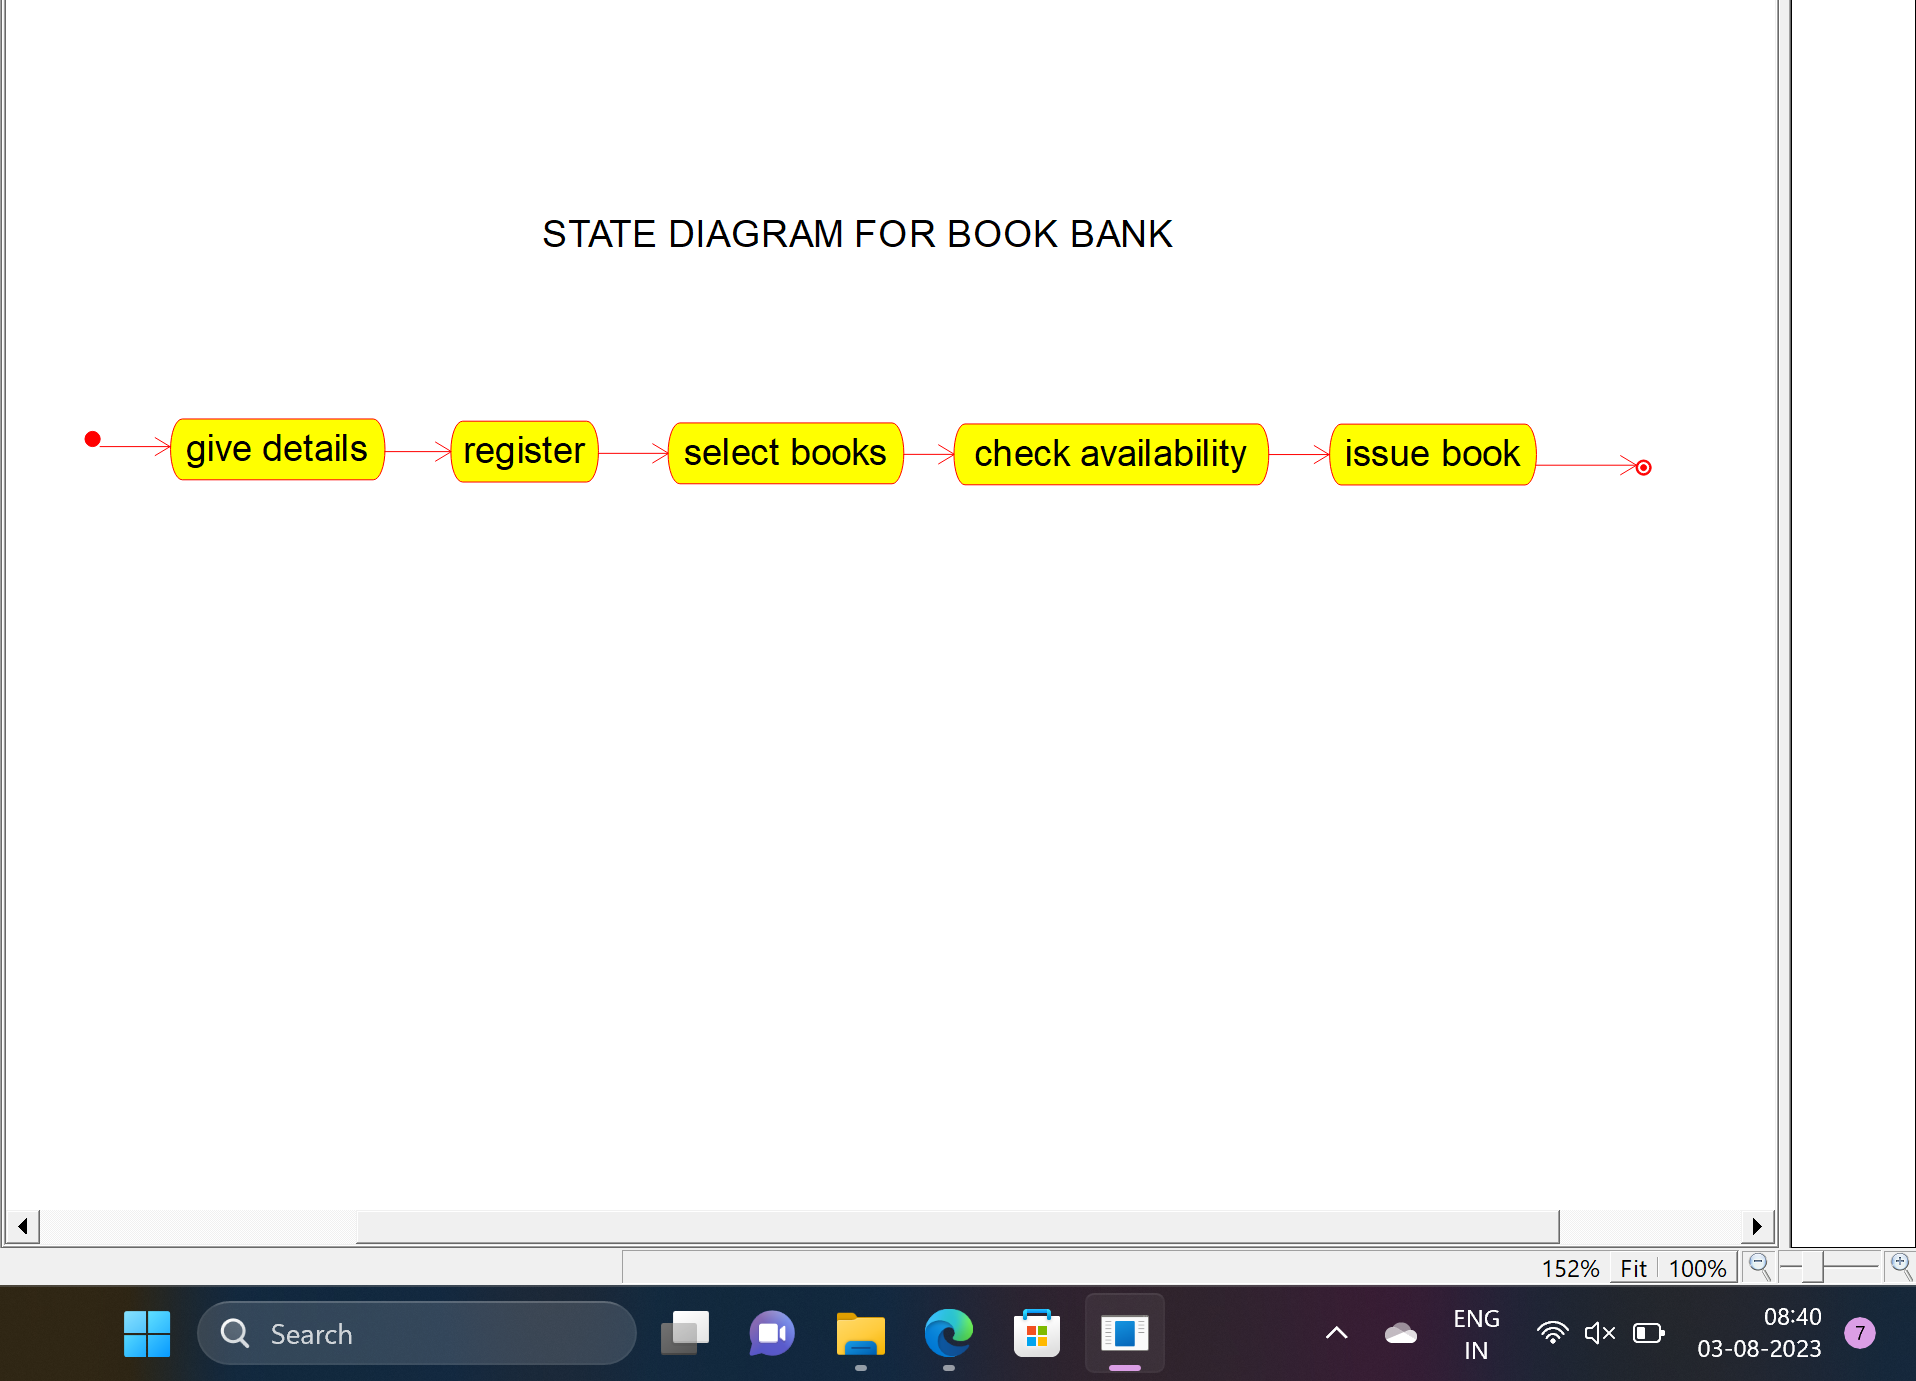 STATE DIAGRAM FOR BOOK BANK
give details
register
select books
check availability
issue book
152% Fit 100%
Search
ENG
IN
08:40
03-08-2023
7